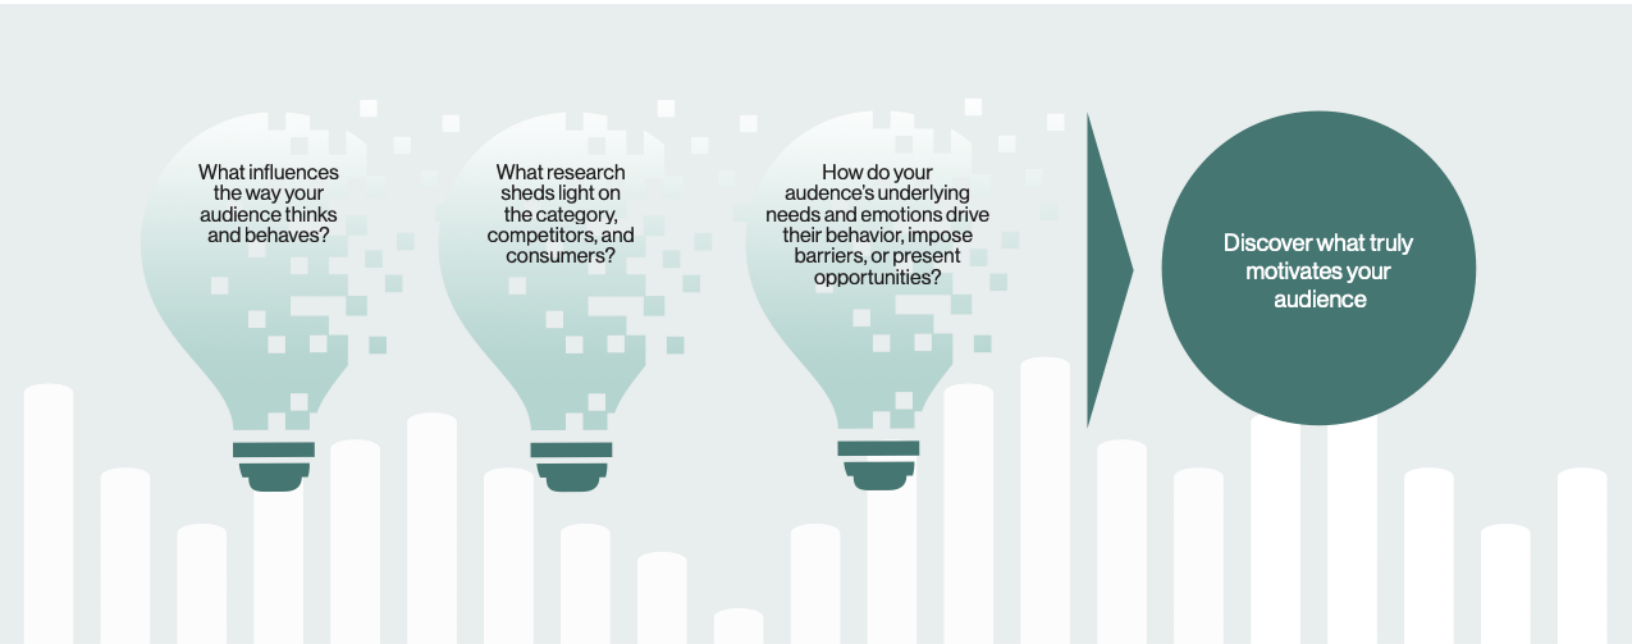 What influences
the way your
audience thinks
and behaves?
What research
sheds light on
the category,
competitors, and
consumers?
How do your
audence's underlying
needs and emotions drive
their behavior, impose
barriers, or present
opportunities?
Discover what truly
motivates your
audience